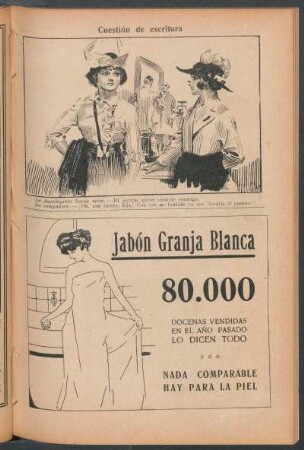 Cuestión de escritura
Jabón Granja Blanca
80.000
DOCENAS VENDIDAS
EN EL AÑO PASADO
LO DICEN TODO
NADA COMPARABLE
HAY PARA LA PIEL